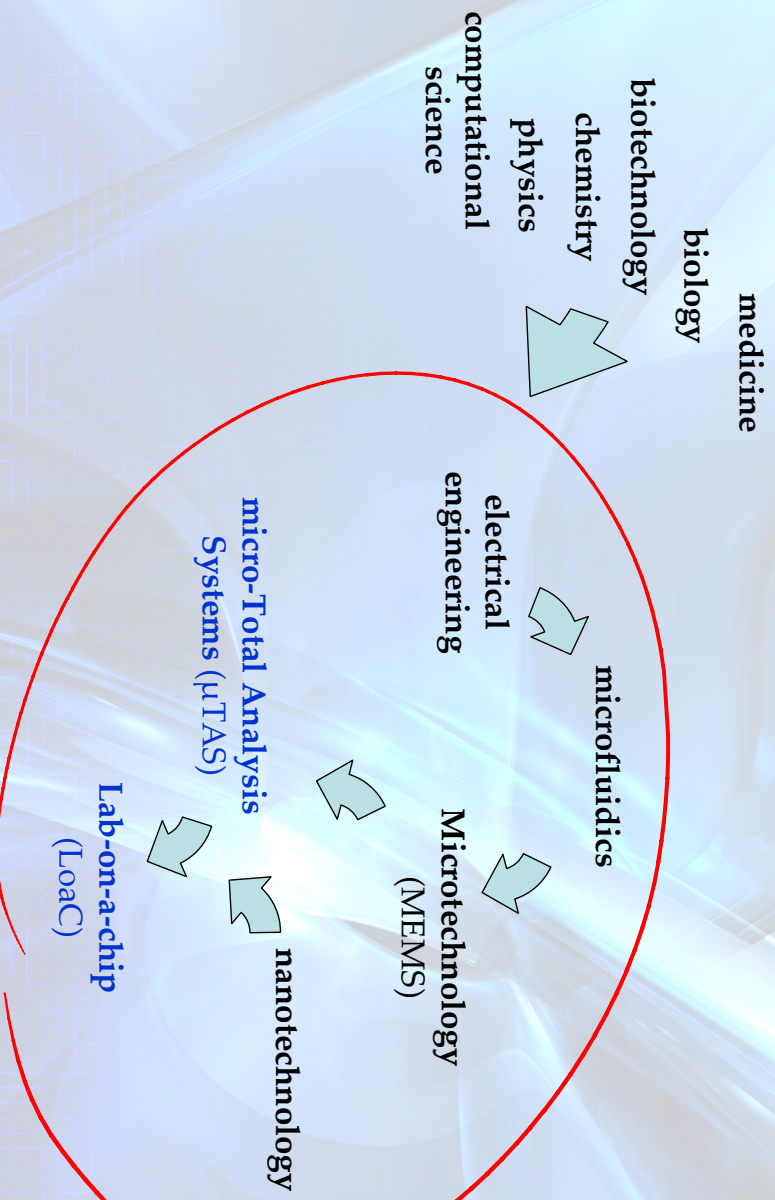 medicine
biology
biotechnology
chemistry
physics
computational
science
microfluidics
electrical
engineering
Microtechnology
(MEMS)
nanotechnology
micro-Total Analysis
Systems (µTAS)
Lab-on-a-chip
(LoaC)